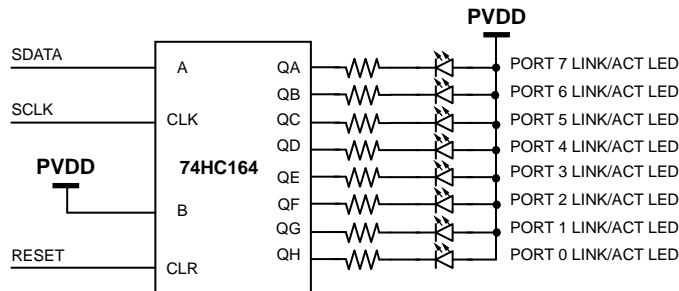 PVDD
SDATA
A
QA
PORT 7 LINK/ACT LED
QB
PORT 6 LINK/ACT LED
SCLK
CLK
QC
PORT 5 LINK/ACT LED
QD
PORT 4 LINK/ACT LED
PVDD
74HC164
QE
PORT 3 LINK/ACT LED
QF
PORT 2 LINK/ACT LED
B
QG
PORT 1 LINK/ACT LED
RESET
CLR
QH
PORT 0 LINK/ACT LED